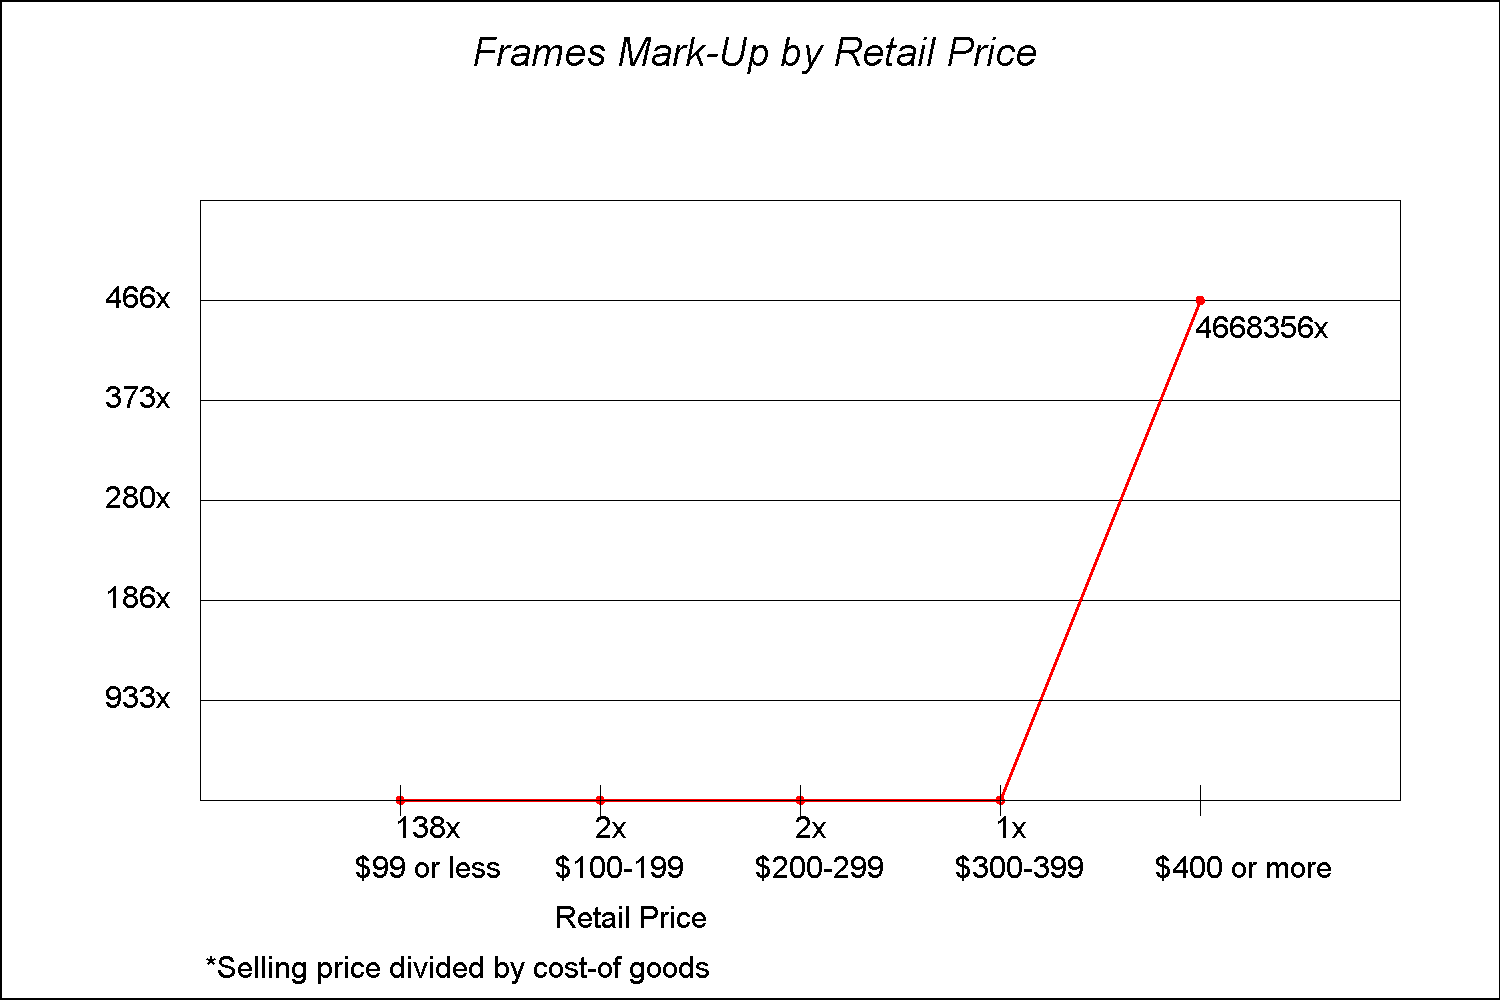 Frames Mark-Up by Retail Price
466x
373x
280x
186x
933x
4668356x
138x 2x 2x 1x
$99 or less $100-199 $200-299 $300-399 $400 or more
Retail Price
*Selling price divided by cost-of goods